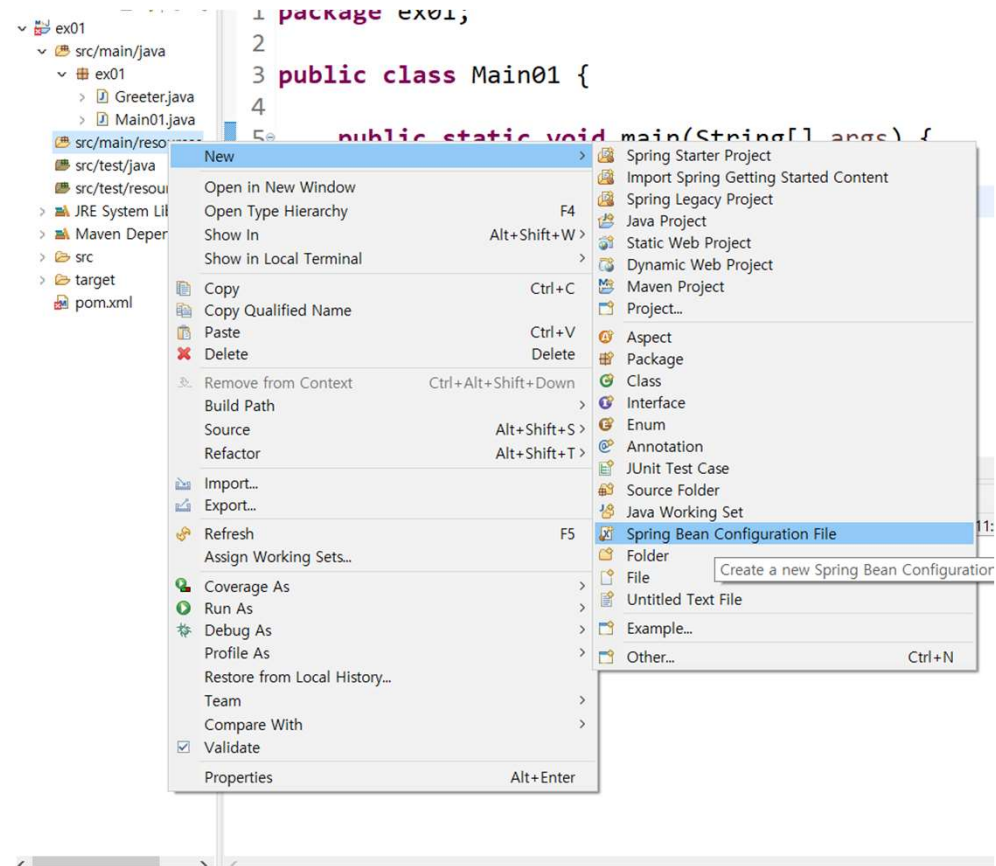 ex01
src/main/java
ex01
Greeter.java
Main01.java
src/main/resources
src/test/java
src/test/resou
JRE System Lib
Maven Depen
src
target
pom.xml
1 package ex01;
2
3 public class Main01 {
4
5 public static void main(String[] args) {
New
Open in New Window
Open Type Hierarchy F4
Show In Alt+Shift+W
Show in Local Terminal
Copy Ctrl+C
Copy Qualified Name
Paste Ctrl+V
Delete Delete
Remove from Context Ctrl+Alt+Shift+Down
Build Path
Source Alt+Shift+S
Refactor Alt+Shift+T
Import...
Export...
Refresh F5
Assign Working Sets...
Coverage As
Run As
Debug As
Profile As
Restore from Local History...
Team
Compare With
Validate
Properties Alt+Enter
Spring Starter Project
Import Spring Getting Started Content
Spring Legacy Project
Java Project
Static Web Project
Dynamic Web Project
Maven Project
Project...
Aspect
Package
Class
Interface
Enum
Annotation
JUnit Test Case
Source Folder
Java Working Set
Spring Bean Configuration File
Folder
File
Untitled Text File
Example...
Other... Ctrl+N
Create a new Spring Bean Configuration
11: